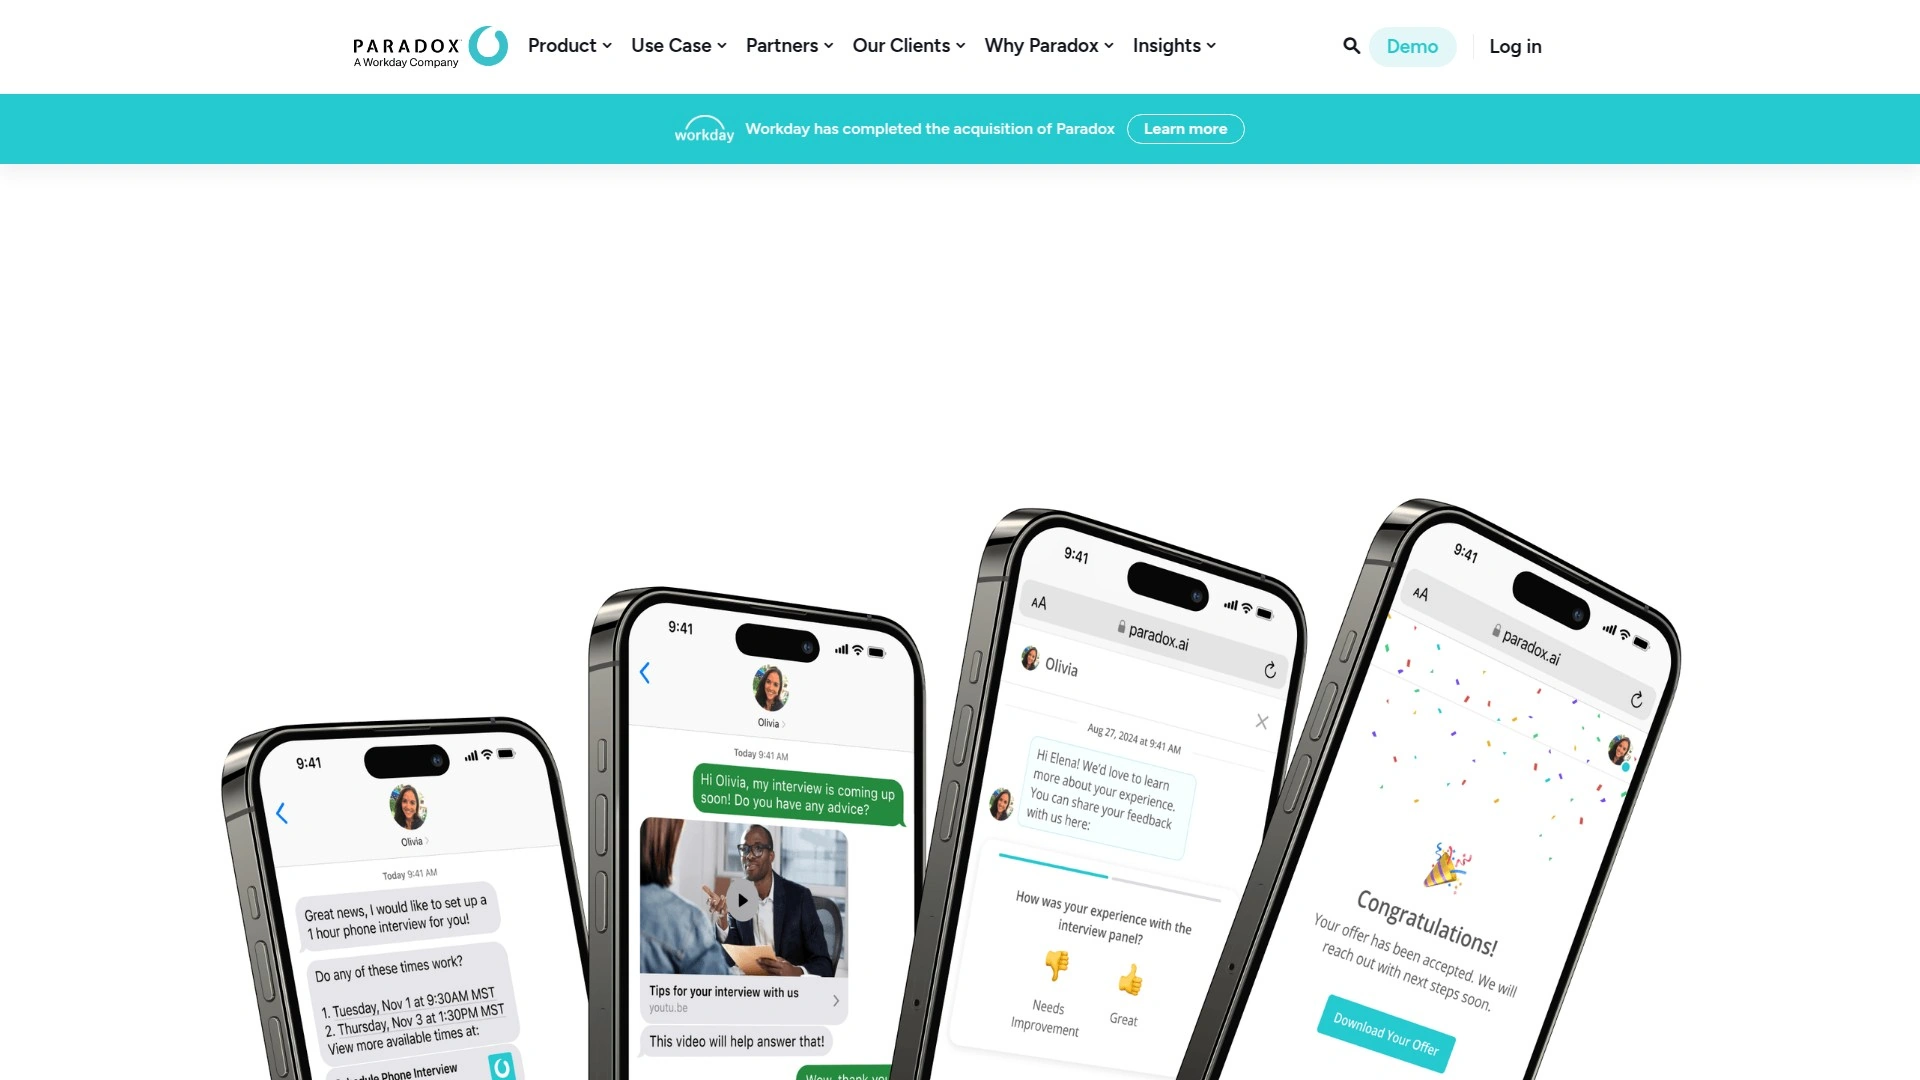 PARADOX
A Workday Company
Product
Use Case
Partners
Our Clients
Why Paradox
Insights
Demo
Log in
workday
Workday has completed the acquisition of Paradox
Learn more
9:41
Olivia
Today 9:41 AM
Great news, I would like to set up a
1 hour phone interview for you!
Do any of these times work?
1. Tuesday, Nov 1 at 9:30AM MST
2. Thursday, Nov 3 at 1:30PM MST
View more available times at:
Phone Interview
9:41
Olivia
Today 9:41 AM
Hi Olivia, my interview is coming up
soon! Do you have any advice?
Tips for your interview with us
youtu.be
This video will help answer that!
Wow, thank you
9:41
AA
paradox.ai
Olivia
Aug 27, 2024 at 9:41 AM
Hi Elena! We'd love to learn
more about your experience.
You can share your feedback
with us here:
How was your experience with the
interview panel?
Needs
Improvement
Great
9:41
AA
paradox.ai
Congratulations!
Your offer has been accepted. We will
reach out with next steps soon.
Download Your Offer